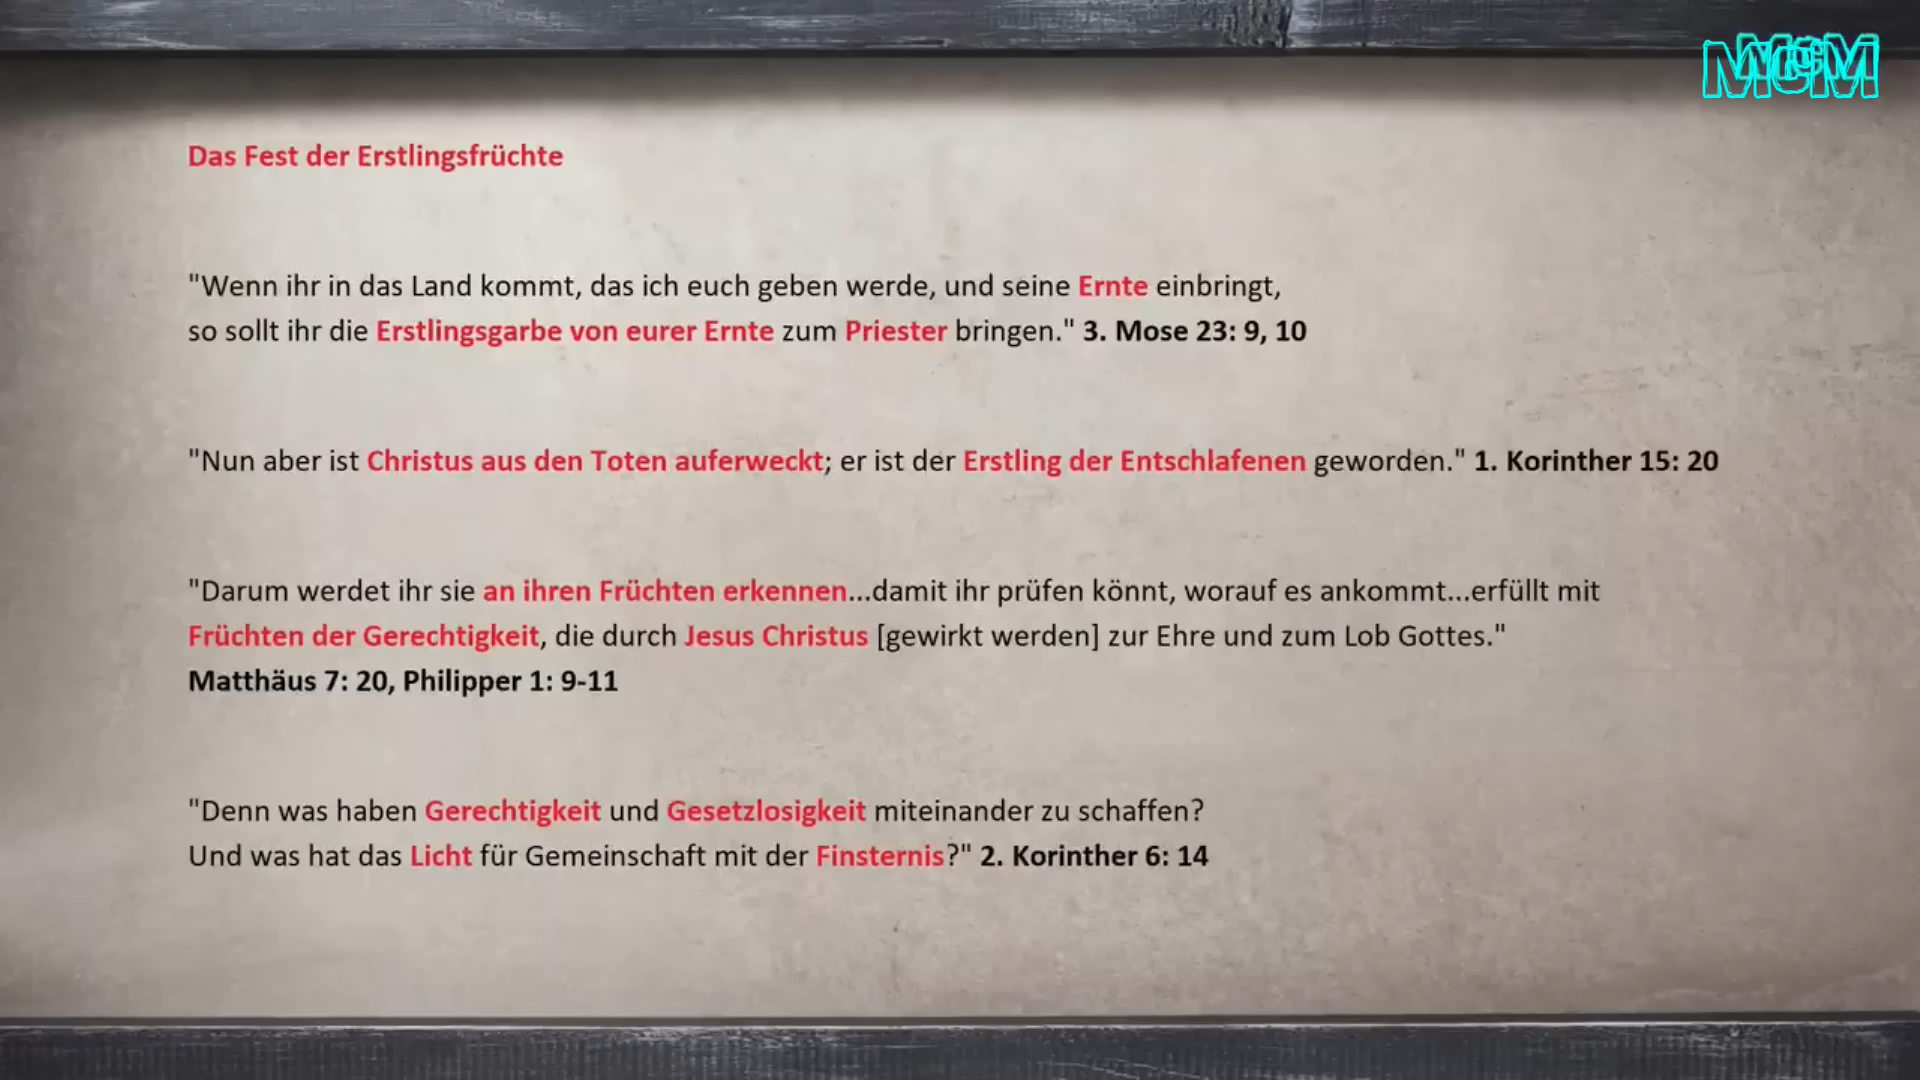 Das Fest der Erstlingsfrüchte
"Wenn ihr in das Land kommt, das ich euch geben werde, und seine Ernte einbringt,
so sollt ihr die Erstlingsgarbe von eurer Ernte zum Priester bringen." 3. Mose 23: 9, 10
"Nun aber ist Christus aus den Toten auferweckt; er ist der Erstling der Entschlafenen geworden." 1. Korinther 15: 20
"Darum werdet ihr sie an ihren Früchten erkennen...damit ihr prüfen könnt, worauf es ankommt...erfüllt mit
Früchten der Gerechtigkeit, die durch Jesus Christus [gewirkt werden] zur Ehre und zum Lob Gottes."
Matthäus 7: 20, Philipper 1: 9-11
"Denn was haben Gerechtigkeit und Gesetzlosigkeit miteinander zu schaffen?
Und was hat das Licht für Gemeinschaft mit der Finsternis?" 2. Korinther 6: 14